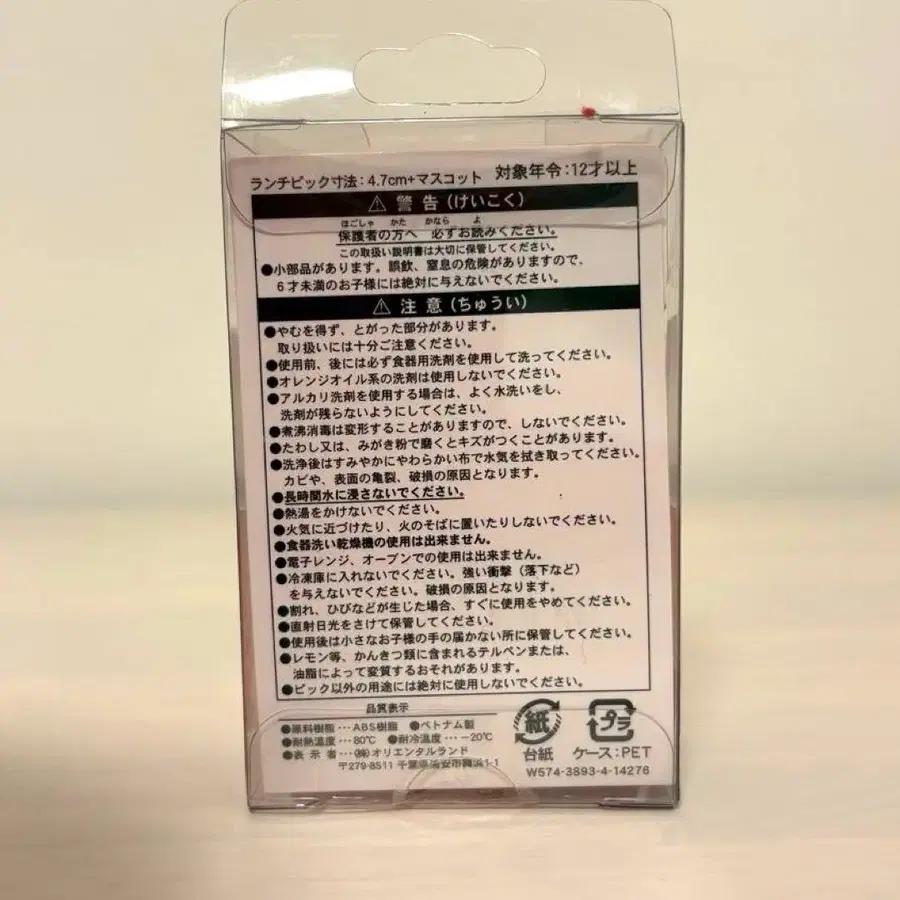 ランチピック寸法：4.7cm+マスコット 対象年令：12才以上
⚠ 警告（けいこく）
ほごしゃ かた かなら よ
保護者の方へ 必ずお読みください。
この取扱い説明書は大切に保管してください。
●小部品があります。誤飲、窒息の危険がありますので、
6才未満のお子様には絶対に与えないでください。
⚠ 注意（ちゅうい）
●やむを得ず、とがった部分があります。
取り扱いには十分ご注意ください。
●使用前、後には必ず食器用洗剤を使用して洗ってください。
●オレンジオイル系の洗剤は使用しないでください。
●アルカリ洗剤を使用する場合は、よく水洗いをし、
洗剤が残らないようにしてください。
●煮沸消毒は変形することがありますので、しないでください。
●たわし又は、みがき粉で磨くとキズがつくことがあります。
●洗浄後はすみやかにやわらかい布で水気を拭き取ってください。
カビや、表面の亀裂、破損の原因となります。
●長時間水に浸さないでください。
●熱湯をかけないでください。
●火気に近づけたり、火のそばに置いたりしないでください。
●食器洗い乾燥機の使用は出来ません。
●電子レンジ、オーブンでの使用は出来ません。
●冷凍庫に入れないでください。強い衝撃（落下など）
を与えないでください。破損の原因となります。
●割れ、ひびなどが生じた場合、すぐに使用をやめてください。
●直射日光をさけて保管してください。
●使用後は小さなお子様の手の届かない所に保管してください。
●レモン等、かんきつ類に含まれるテルペンまたは、
油脂によって変質するおそれがあります。
●ピック以外の用途には絶対に使用しないでください。
品質表示
●原料樹脂…ABS樹脂 ●ベトナム製
●耐熱温度…80℃ ●耐冷温度…－20℃
●表示者…㈱オリエンタルランド
〒279-8511 千葉県浦安市舞浜1-1
紙 プラ
台紙 ケース：PET
W574-3893-4-14276